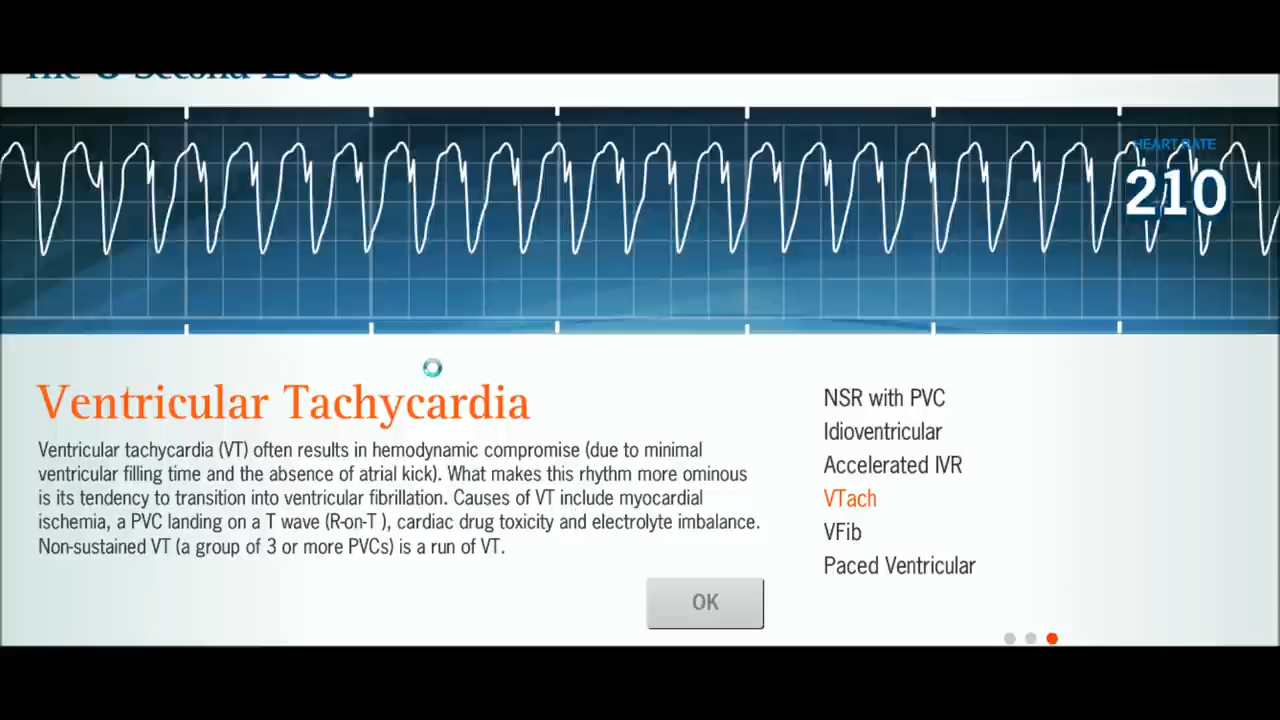 The 6 Second ECG
HEART RATE
210
Ventricular Tachycardia
Ventricular tachycardia (VT) often results in hemodynamic compromise (due to minimal
ventricular filling time and the absence of atrial kick). What makes this rhythm more ominous
is its tendency to transition into ventricular fibrillation. Causes of VT include myocardial
ischemia, a PVC landing on a T wave (R-on-T ), cardiac drug toxicity and electrolyte imbalance.
Non-sustained VT (a group of 3 or more PVCs) is a run of VT.
OK
NSR with PVC
Idioventricular
Accelerated IVR
VTach
VFib
Paced Ventricular